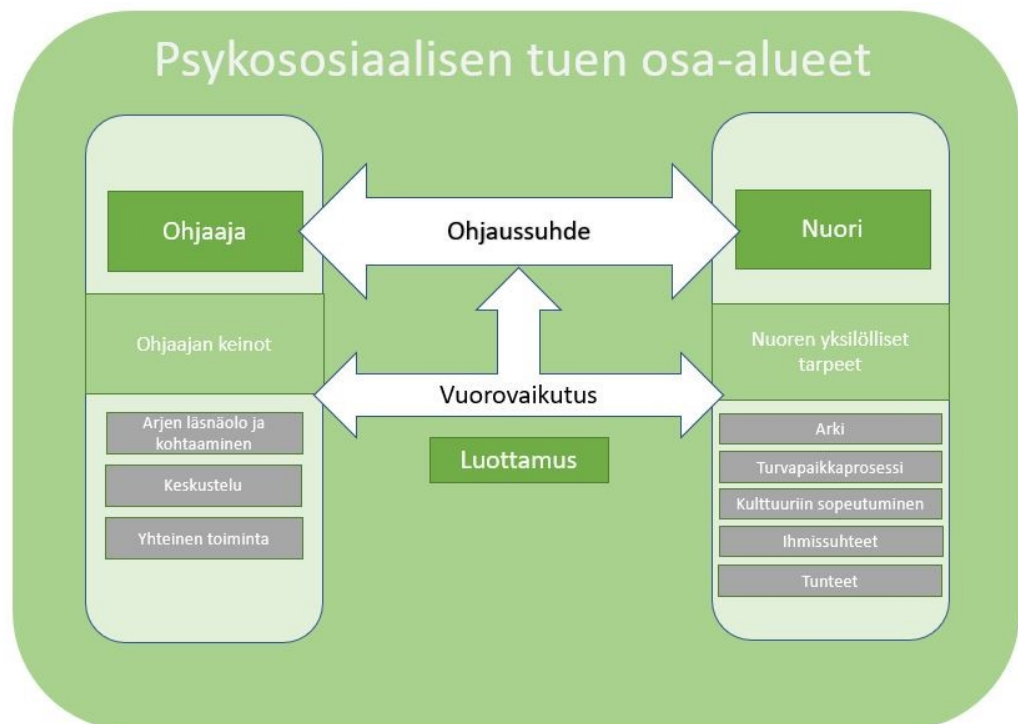 Psykososiaalisen tuen osa-alueet
Ohjaaja
Ohjaussuhde
Nuori
Ohjaajan keinot
Nuoren yksilölliset
tarpeet
Vuorovaikutus
Luottamus
Arjen läsnäolo ja
kohtaaminen
Keskustelu
Yhteinen toiminta
Arki
Turvapaikkaprosessi
Kulttuuriin sopeutuminen
Ihmissuhteet
Tunteet